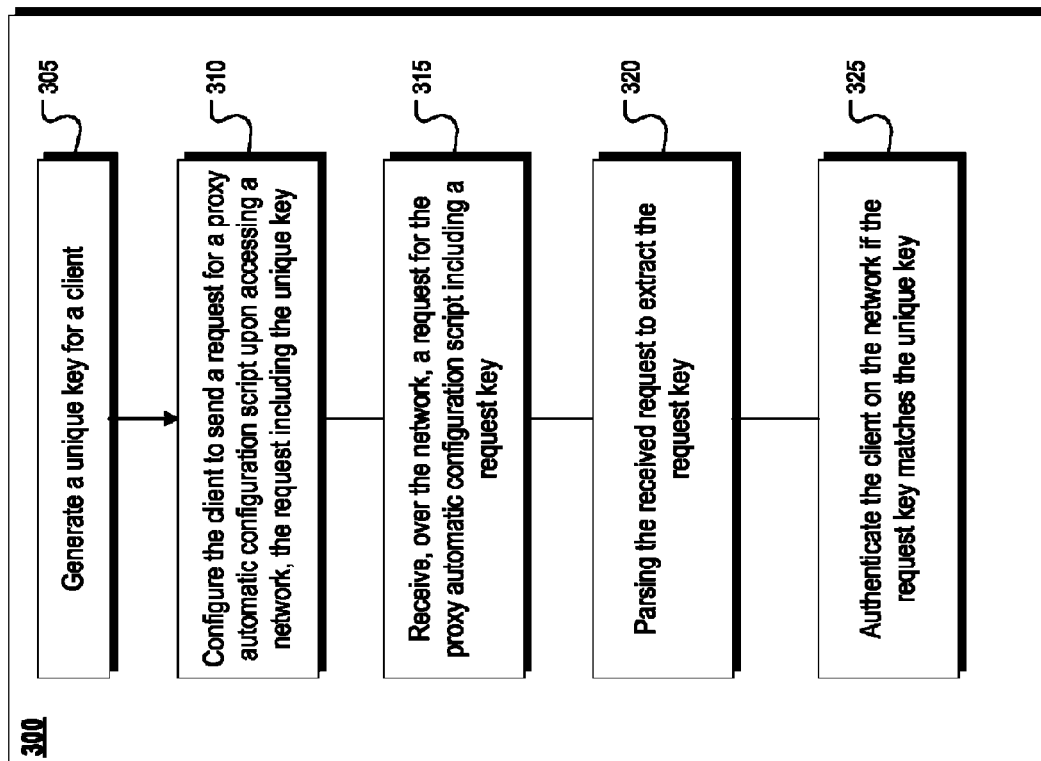 300
305
Generate a unique key for a client
310
Configure the client to send a request for a proxy
automatic configuration script upon accessing a
network, the request including the unique key
315
Receive, over the network, a request for the
proxy automatic configuration script including a
request key
320
Parsing the received request to extract the
request key
325
Authenticate the client on the network if the
request key matches the unique key